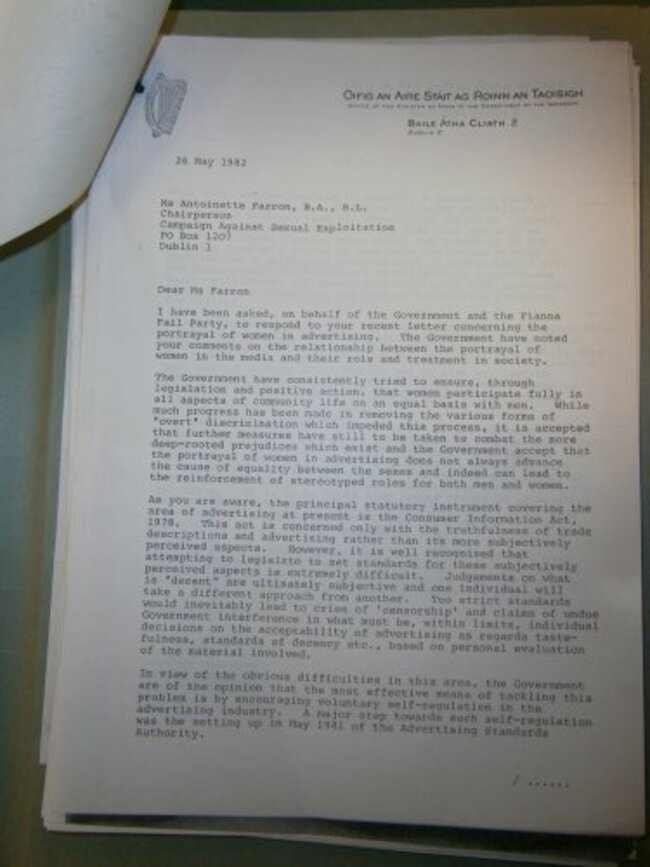 OIFIG AN AIRE STÁIT AG ROINN AN TAOISIGH
OFFICE OF THE MINISTER OF STATE AT THE DEPARTMENT OF THE TAOISEACH
BAILE ÁTHA CLIATH 2
DUBLIN 2
26 May 1982
Ms Antoinette Farron, B.A., B.L.
Chairperson
Campaign Against Sexual Exploitation
PO Box 1207
Dublin 1
Dear Ms Farron
I have been asked, on behalf of the Government and the Fianna
Fail Party, to respond to your recent letter concerning the
portrayal of women in advertising. The Government have noted
your comments on the relationship between the portrayal of
women in the media and their role and treatment in society.
The Government have consistently tried to ensure, through
legislation and positive action, that women participate fully in
all aspects of community life on an equal basis with men. While
much progress has been made in removing the various forms of
"overt" discrimination which impeded this process, it is accepted
that further measures have still to be taken to combat the more
deep-rooted prejudices which exist and the Government accept that
the portrayal of women in advertising does not always advance
the cause of equality between the sexes and indeed can lead to
the reinforcement of stereotyped roles for both men and women.
As you are aware, the principal statutory instrument covering the
area of advertising at present is the Consumer Information Act,
1978. This act is concerned only with the truthfulness of trade
descriptions and advertising rather than its more subjectively
perceived aspects. However, it is well recognized that
attempting to legislate to set standards for these subjectively
perceived aspects is extremely difficult. Judgements on what
is "decent" are ultimately subjective and one individual will
take a different approach from another. Too strict standards
would inevitably lead to cries of 'censorship' and claims of undue
Government interference in what must be, within limits, individual
decisions on the acceptability of advertising as regards taste-
fulness, standards of decency etc., based on personal evaluation
of the material involved.
In view of the obvious difficulties in this area, the Government
are of the opinion that the most effective means of tackling this
problem is by encouraging voluntary self-regulation in the
advertising industry. A major step towards such self-regulation
was the setting up in May 1981 of the Advertising Standards
Authority.
/ ......